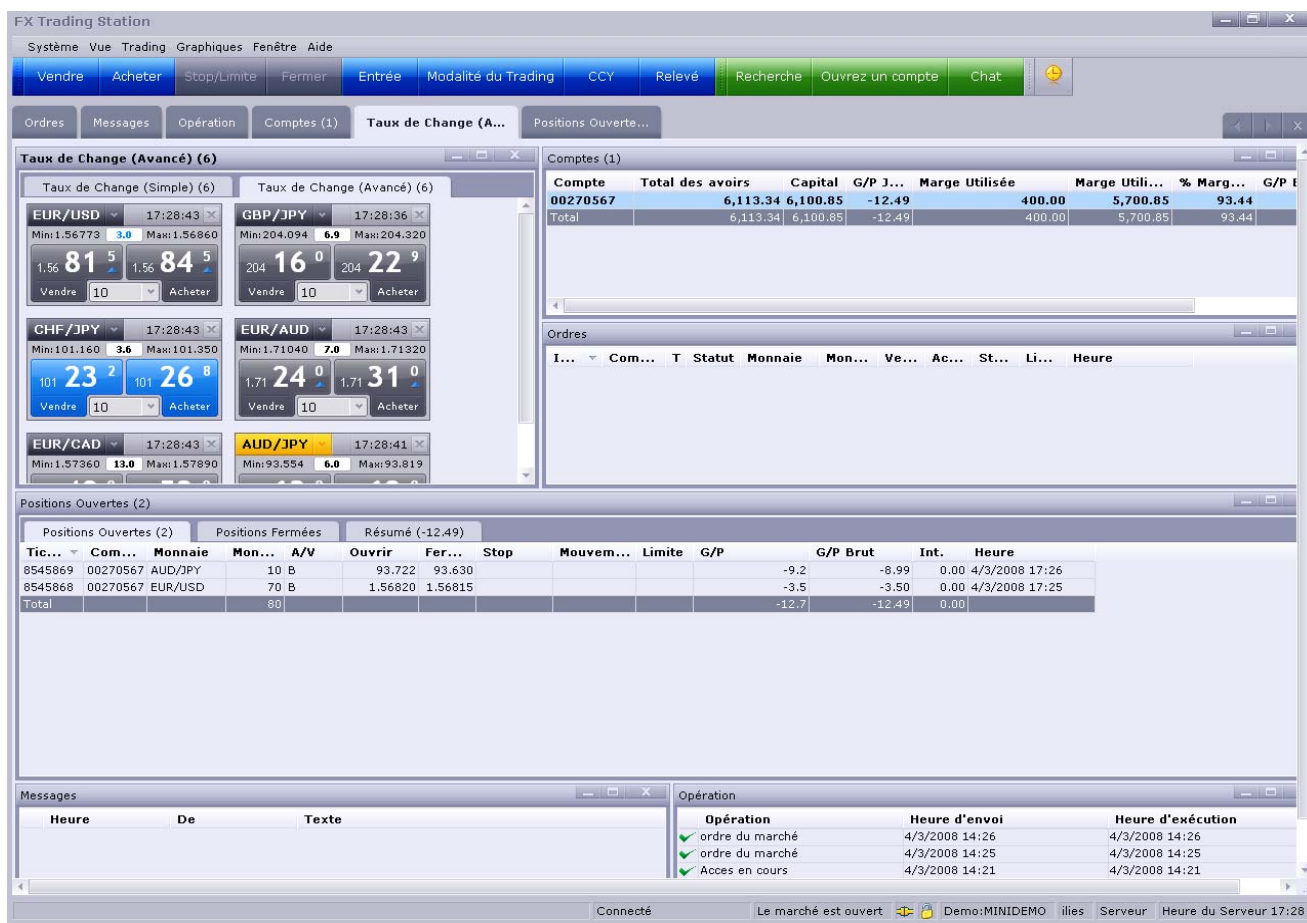 FX Trading Station
Système Vue Trading Graphiques Fenêtre Aide
Vendre Acheter Stop/Limite Fermer Entrée Modalité du Trading CCY Relevé Recherche Ouvrez un compte Chat
Ordres Messages Opération Comptes (1) Taux de Change (A... Positions Ouverte...
Taux de Change (Avancé) (6)
Taux de Change (Simple) (6) Taux de Change (Avancé) (6)
EUR/USD 17:28:43 GBP/JPY 17:28:36
Min:1.56773 3.0 Max:1.56860 Min:204.094 6.9 Max:204.320
1.56 81 5 1.56 84 5 204 16 0 204 22 9
Vendre 10 Acheter Vendre 10 Acheter
CHF/JPY 17:28:43 EUR/AUD 17:28:43
Min:101.160 3.6 Max:101.350 Min:1.71040 7.0 Max:1.71320
101 23 2 101 26 8 1.71 24 0 1.71 31 0
Vendre 10 Acheter Vendre 10 Acheter
EUR/CAD 17:28:43 AUD/JPY 17:28:41
Min:1.57360 13.0 Max:1.57890 Min:93.554 6.0 Max:93.819
Comptes (1)
Compte Total des avoirs Capital G/P J... Marge Utilisée Marge Utili... % Marg... G/P B
00270567 6,113.34 6,100.85 -12.49 400.00 5,700.85 93.44
Total 6,113.34 6,100.85 -12.49 400.00 5,700.85 93.44
Ordres
I... Com... T Statut Monnaie Mon... Ve... Ac... St... Li... Heure
Positions Ouvertes (2)
Positions Ouvertes (2) Positions Fermées Résumé (-12.49)
Tic... Com... Monnaie Mon... A/V Ouvrir Fer... Stop Mouvem... Limite G/P G/P Brut Int. Heure
8545869 00270567 AUD/JPY 10 B 93.722 93.630 -9.2 -8.99 0.00 4/3/2008 17:26
8545868 00270567 EUR/USD 70 B 1.56820 1.56815 -3.5 -3.50 0.00 4/3/2008 17:25
Total 80 -12.7 -12.49 0.00
Messages
Heure De Texte
Opération
Opération Heure d'envoi Heure d'exécution
ordre du marché 4/3/2008 14:26 4/3/2008 14:26
ordre du marché 4/3/2008 14:25 4/3/2008 14:25
Acces en cours 4/3/2008 14:21 4/3/2008 14:21
Connecté Le marché est ouvert Demo:MINIDEMO ilies Serveur Heure du Serveur 17:28